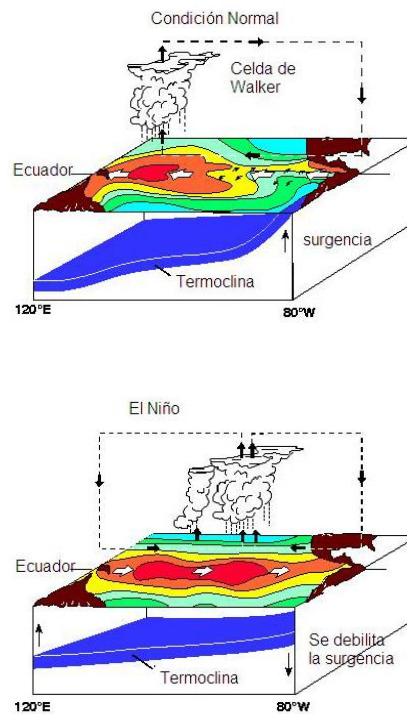 Condición Normal
Celda de
Walker
Ecuador
surgencia
Termoclina
120°E
80°W
El Niño
Ecuador
Se debilita
la surgencia
Termoclina
120°E
80°W